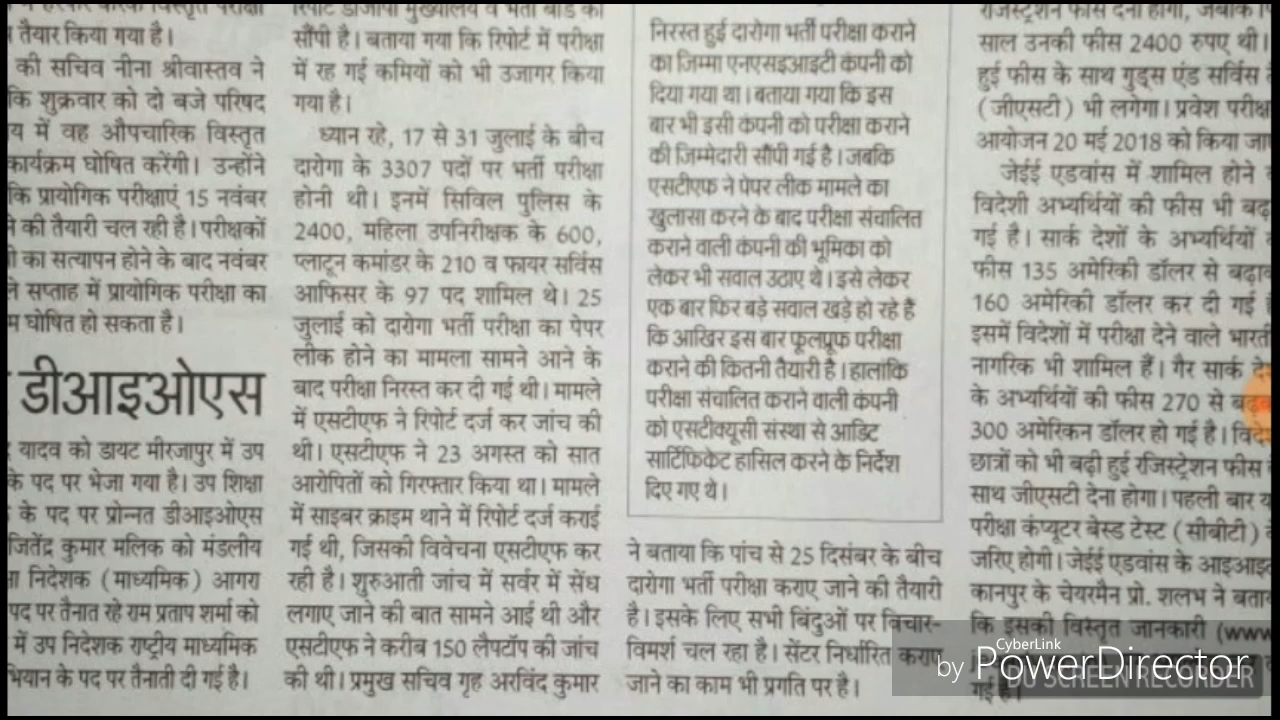 तैयार किया गया है।
की सचिव नीना श्रीवास्तव ने
कि शुक्रवार को दो बजे परिषद
य में वह औपचारिक विस्तृत
कार्यक्रम घोषित करेंगी। उन्होंने
कि प्रायोगिक परीक्षाएं 15 नवंबर
की तैयारी चल रही है। परीक्षकों
का सत्यापन होने के बाद नवंबर
सप्ताह में प्रायोगिक परीक्षा का
म घोषित हो सकता है।
डीआइओएस
यादव को डायट मीरजापुर में उप
के पद पर भेजा गया है। उप शिक्षा
के पद पर प्रोन्नत डीआइओएस
जितेंद्र कुमार मलिक को मंडलीय
निदेशक (माध्यमिक) आगरा
पद पर तैनात रहे राम प्रताप शर्मा को
में उप निदेशक राष्ट्रीय माध्यमिक
भियान के पद पर तैनाती दी गई है।
रिपोर्ट डीजीपी मुख्यालय व भर्ती बोर्ड को
सौंपी है। बताया गया कि रिपोर्ट में परीक्षा
में रह गई कमियों को भी उजागर किया
गया है।
ध्यान रहे, 17 से 31 जुलाई के बीच
दारोगा के 3307 पदों पर भर्ती परीक्षा
होनी थी। इनमें सिविल पुलिस के
2400, महिला उपनिरीक्षक के 600,
प्लाटून कमांडर के 210 व फायर सर्विस
आफिसर के 97 पद शामिल थे। 25
जुलाई को दारोगा भर्ती परीक्षा का पेपर
लीक होने का मामला सामने आने के
बाद परीक्षा निरस्त कर दी गई थी। मामले
में एसटीएफ ने रिपोर्ट दर्ज कर जांच की
थी। एसटीएफ ने 23 अगस्त को सात
आरोपितों को गिरफ्तार किया था। मामले
में साइबर क्राइम थाने में रिपोर्ट दर्ज कराई
गई थी, जिसकी विवेचना एसटीएफ कर
रही है। शुरुआती जांच में सर्वर में सेंध
लगाए जाने की बात सामने आई थी और
एसटीएफ ने करीब 150 लैपटॉप की जांच
की थी। प्रमुख सचिव गृह अरविंद कुमार
निरस्त हुई दारोगा भर्ती परीक्षा कराने
का जिम्मा एनएसइआइटी कंपनी को
दिया गया था। बताया गया कि इस
बार भी इसी कंपनी को परीक्षा कराने
की जिम्मेदारी सौंपी गई है। जबकि
एसटीएफ ने पेपर लीक मामले का
खुलासा करने के बाद परीक्षा संचालित
कराने वाली कंपनी की भूमिका को
लेकर भी सवाल उठाए थे। इसे लेकर
एक बार फिर बड़े सवाल खड़े हो रहे हैं
कि आखिर इस बार फूलप्रूफ परीक्षा
कराने की कितनी तैयारी है। हालांकि
परीक्षा संचालित कराने वाली कंपनी
को एसटीक्यूसी संस्था से आडिट
सार्टिफिकेट हासिल करने के निर्देश
दिए गए थे।
ने बताया कि पांच से 25 दिसंबर के बीच
दारोगा भर्ती परीक्षा कराए जाने की तैयारी
है। इसके लिए सभी बिंदुओं पर विचार-
विमर्श चल रहा है। सेंटर निर्धारित कराए
जाने का काम भी प्रगति पर है।
रजिस्ट्रेशन फीस देनी होगी, जबकि
साल उनकी फीस 2400 रुपए थी।
हुई फीस के साथ गुड्स एंड सर्विस
(जीएसटी) भी लगेगा। प्रवेश परीक्षा
आयोजन 20 मई 2018 को किया
जेईई एडवांस में शामिल होने
विदेशी अभ्यर्थियों की फीस भी बढ़
गई है। सार्क देशों के अभ्यर्थियों
फीस 135 अमेरिकी डॉलर से
160 अमेरिकी डॉलर कर दी गई
इसमें विदेशों में परीक्षा देने वाले
नागरिक भी शामिल हैं। गैर सार्क
के अभ्यर्थियों की फीस 270 से
300 अमेरिकन डॉलर हो गई है।
छात्रों को भी बढ़ी हुई रजिस्ट्रेशन फीस
साथ जीएसटी देना होगा। पहली बार
परीक्षा कंप्यूटर बेस्ड टेस्ट (सीबीटी)
जरिए होगी। जेईई एडवांस के
कानपुर के चेयरमैन प्रो. शलभ ने
कि इसकी विस्तृत जानकारी (www
गई है।
CyberLink
by PowerDirector
DU SCREEN RECORDER